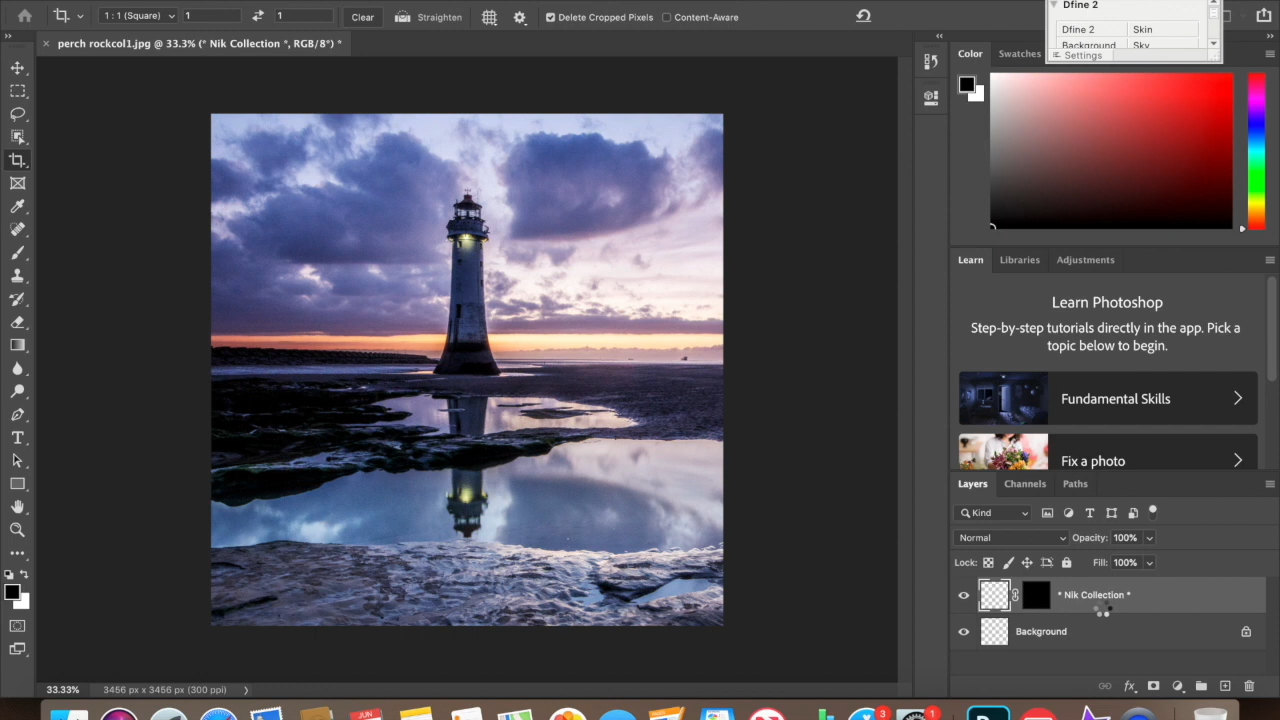 1 : 1 (Square) 1 1 Clear Straighten Delete Cropped Pixels Content-Aware
Dfine 2
Dfine 2 Skin
Background Sky
Settings
perch rockcol1.jpg @ 33.3% (* Nik Collection *, RGB/8*) *
Color Swatches
Learn Libraries Adjustments
Learn Photoshop
Step-by-step tutorials directly in the app. Pick a
topic below to begin.
Fundamental Skills
Fix a photo
Layers Channels Paths
Kind
Normal Opacity: 100%
Lock: Fill: 100%
* Nik Collection *
Background
33.33% 3456 px x 3456 px (300 ppi)
JUN 3 1